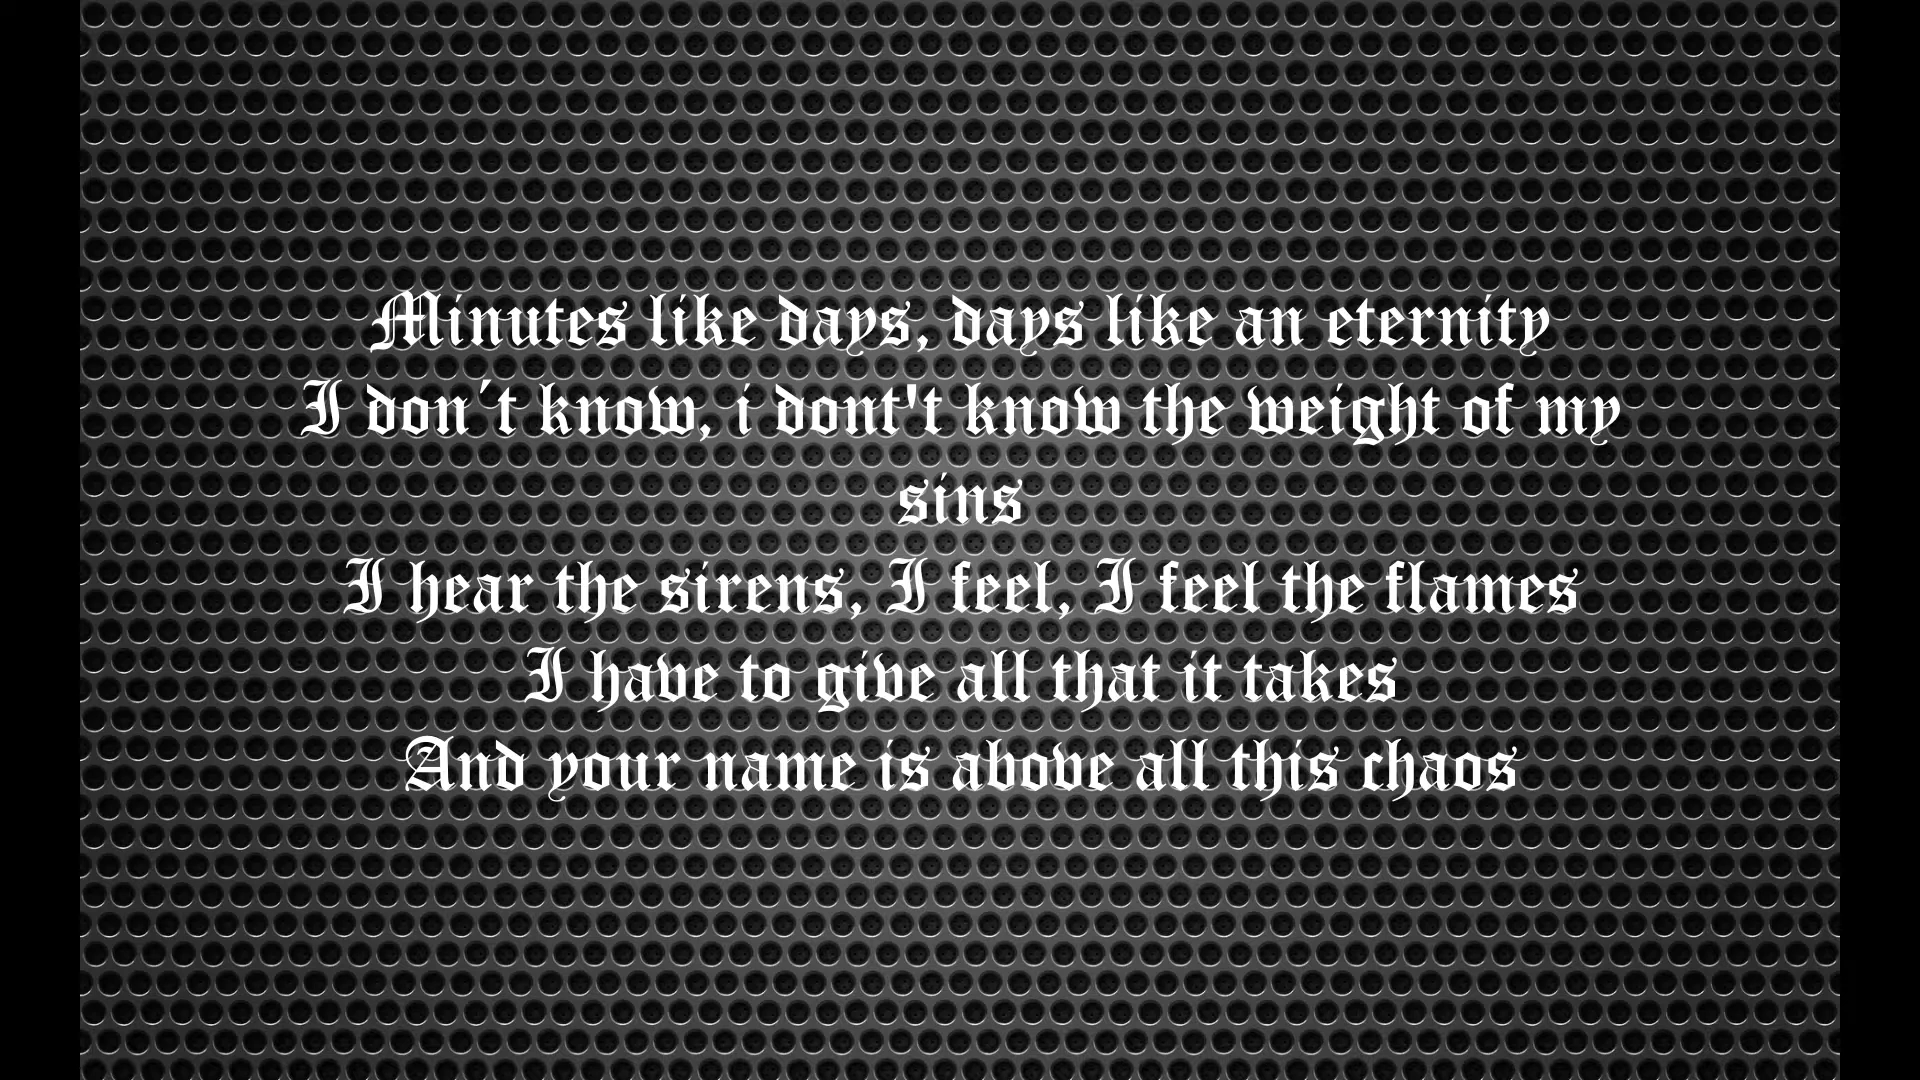 Minutes like days, days like an eternity
I don´t know, i dont't know the weight of my
sins
I hear the sirens, I feel, I feel the flames
I have to give all that it takes
And your name is above all this chaos